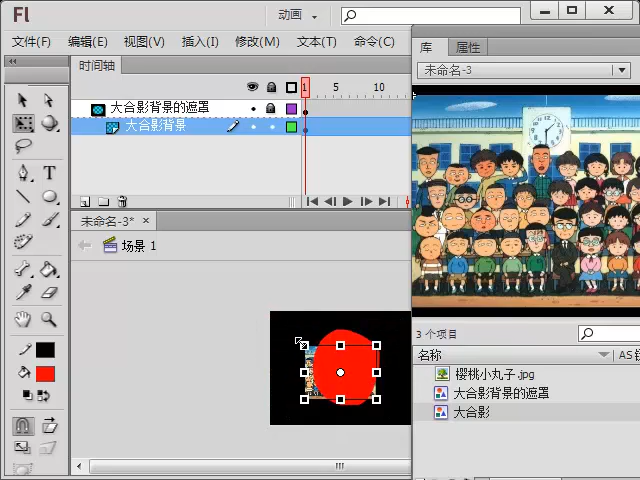 Fl
动画
文件(F) 编辑(E) 视图(V) 插入(I) 修改(M) 文本(T) 命令(C)
库 属性
时间轴
未命名-3
1 5 10
大合影背景的遮罩
大合影背景
T
未命名-3* ×
场景 1
3 个项目
名称 AS
樱桃小丸子.jpg
大合影背景的遮罩
大合影